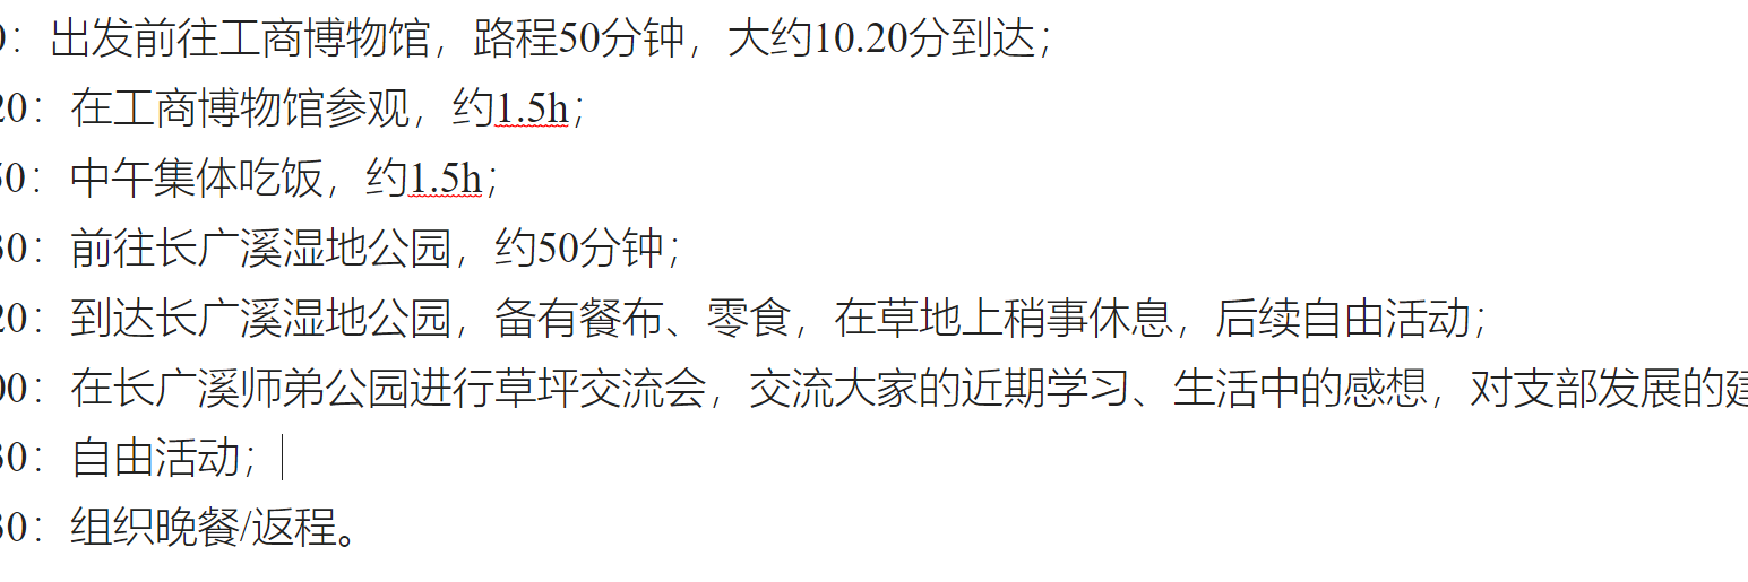 0：出发前往工商博物馆，路程50分钟，大约10.20分到达；
20：在工商博物馆参观，约1.5h；
50：中午集体吃饭，约1.5h；
30：前往长广溪湿地公园，约50分钟；
20：到达长广溪湿地公园，备有餐布、零食，在草地上稍事休息，后续自由活动；
00：在长广溪师弟公园进行草坪交流会，交流大家的近期学习、生活中的感想，对支部发展的建
30：自由活动；
30：组织晚餐/返程。